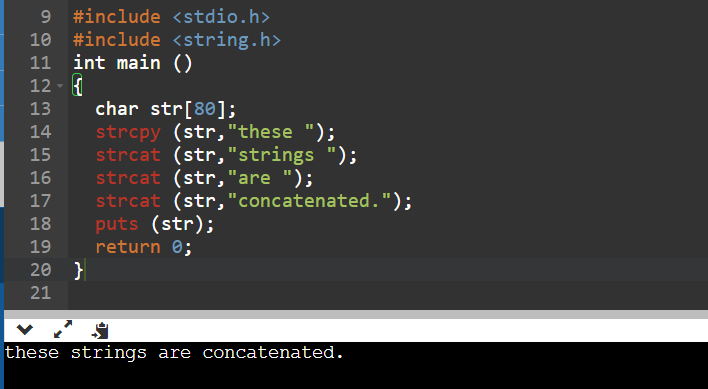 9 #include <stdio.h>
10 #include <string.h>
11 int main ()
12 {
13   char str[80];
14   strcpy (str,"these ");
15   strcat (str,"strings ");
16   strcat (str,"are ");
17   strcat (str,"concatenated.");
18   puts (str);
19   return 0;
20 }
21
these strings are concatenated.